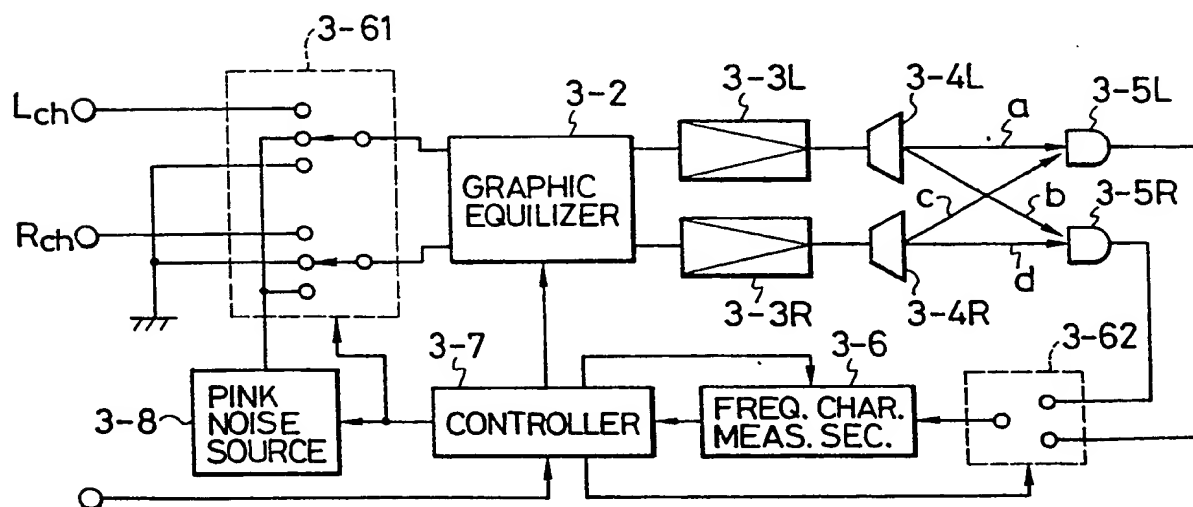 3-61
Lch
Rch
3-2
GRAPHIC
EQUILIZER
3-3L
3-3R
3-4L
3-4R
a
b
c
d
3-5L
3-5R
3-62
3-6
FREQ. CHAR.
MEAS. SEC.
3-7
CONTROLLER
3-8
PINK
NOISE
SOURCE